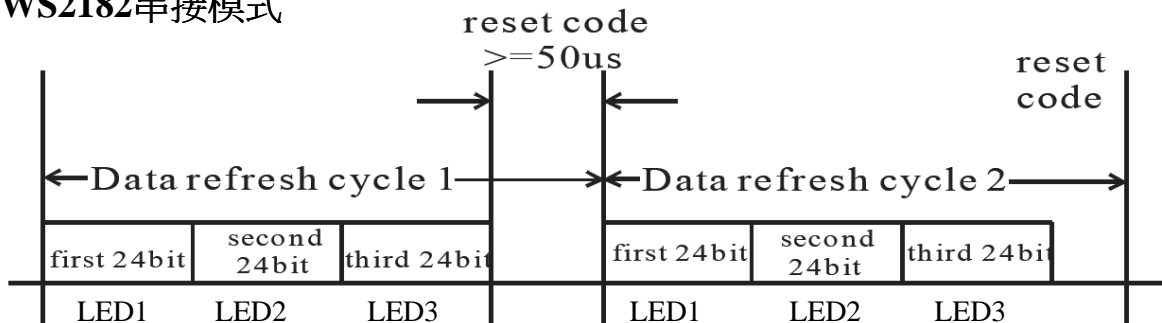 WS2182串接模式
reset code
>=50us
reset
code
Data refresh cycle 1
Data refresh cycle 2
first 24bit
second
24bit
third 24bit
first 24bit
second
24bit
third 24bit
LED1 LED2 LED3 LED1 LED2 LED3